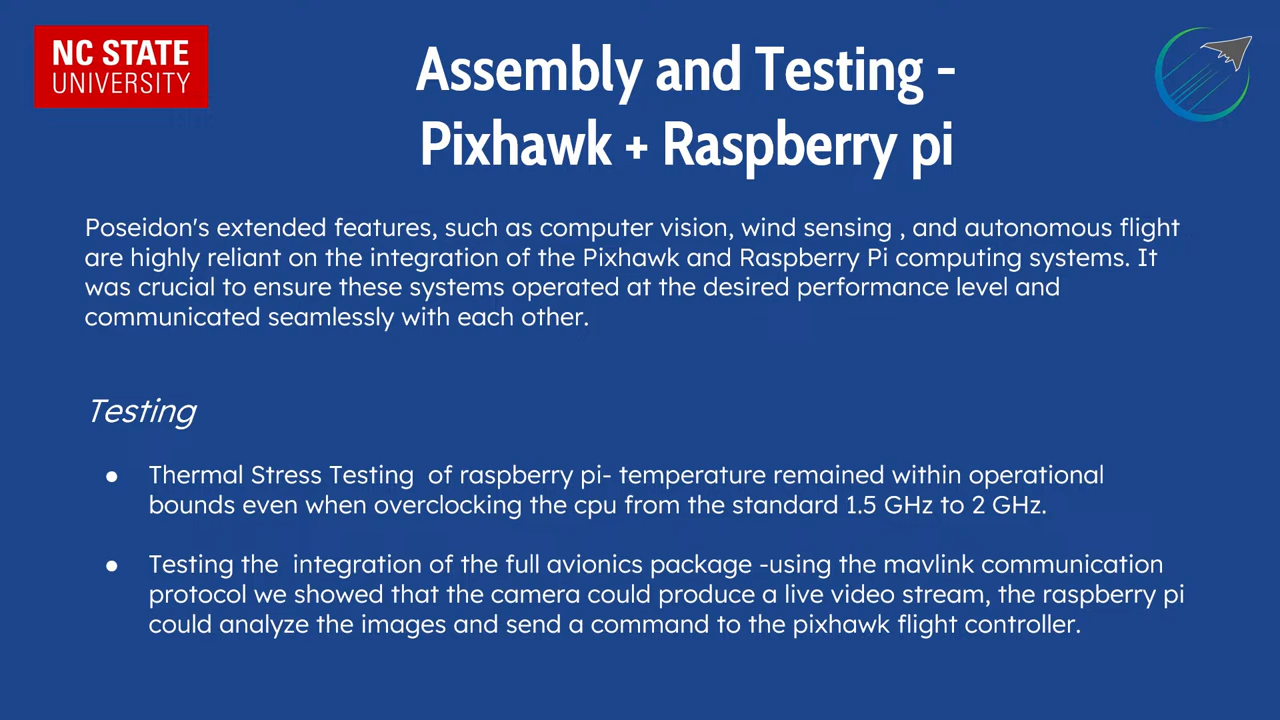 NC STATE
UNIVERSITY
Assembly and Testing -
Pixhawk + Raspberry pi
Poseidon's extended features, such as computer vision, wind sensing , and autonomous flight
are highly reliant on the integration of the Pixhawk and Raspberry Pi computing systems. It
was crucial to ensure these systems operated at the desired performance level and
communicated seamlessly with each other.
Testing
● Thermal Stress Testing  of raspberry pi- temperature remained within operational
bounds even when overclocking the cpu from the standard 1.5 GHz to 2 GHz.
● Testing the  integration of the full avionics package -using the mavlink communication
protocol we showed that the camera could produce a live video stream, the raspberry pi
could analyze the images and send a command to the pixhawk flight controller.